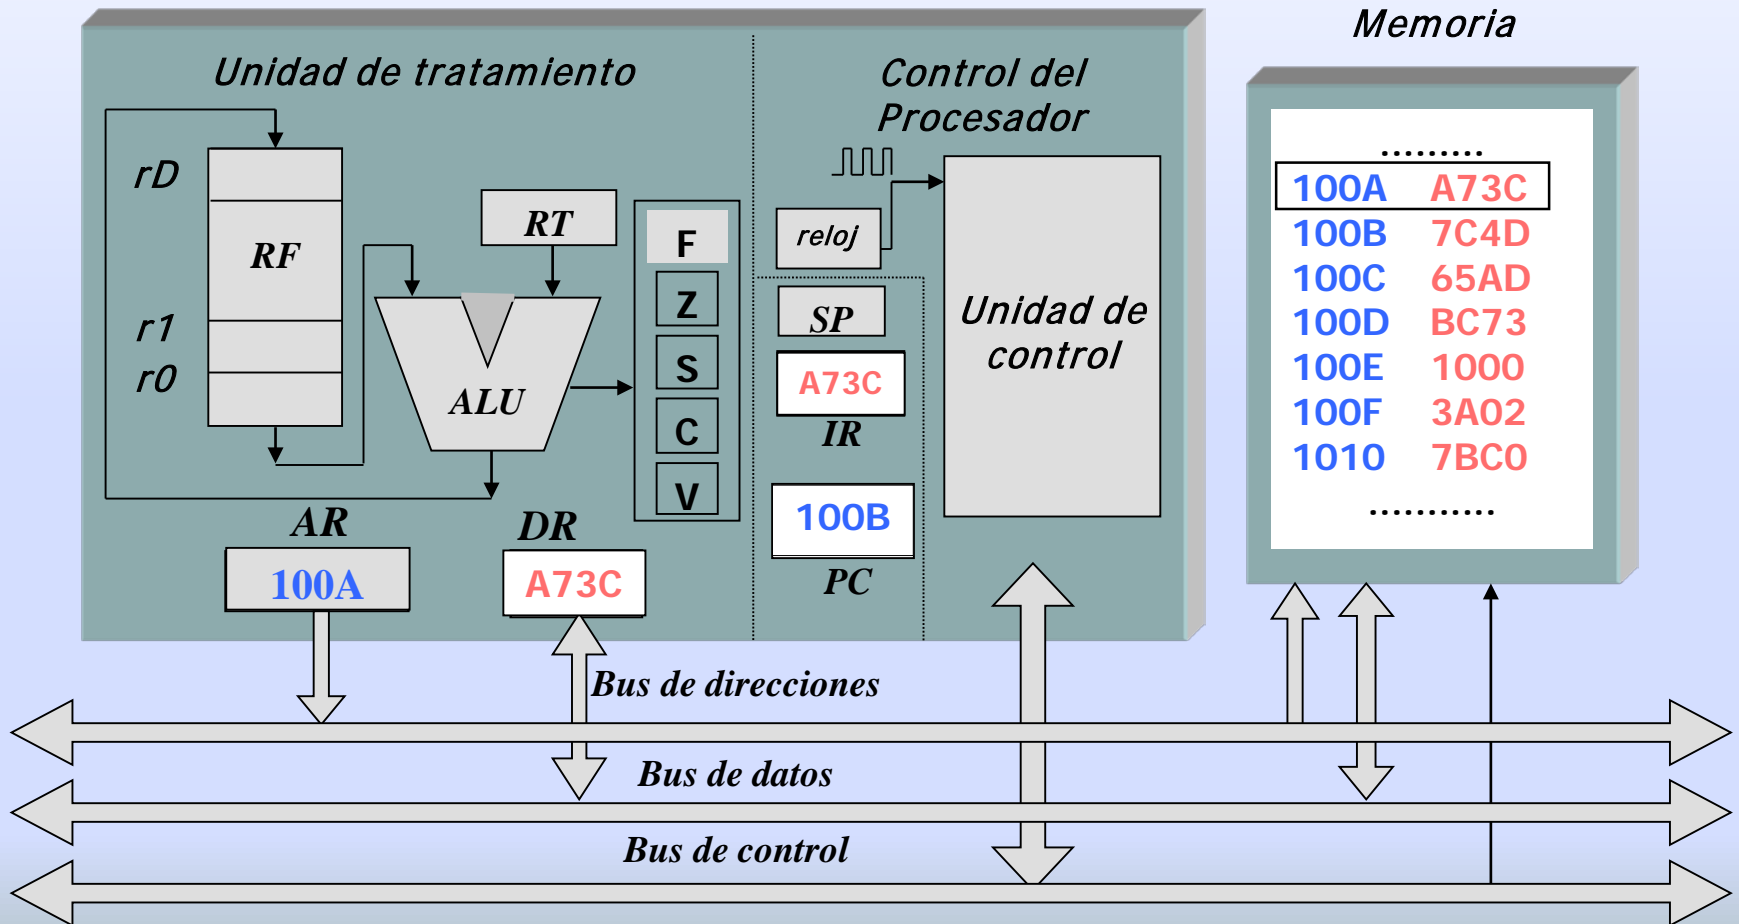 Memoria
Unidad de tratamiento
Control del
Procesador
rD
RF
r1
r0
RT
ALU
F
Z
S
C
V
reloj
SP
A73C
IR
100B
PC
Unidad de
control
.........
100A A73C
100B 7C4D
100C 65AD
100D BC73
100E 1000
100F 3A02
1010 7BC0
...........
AR
100A
DR
A73C
Bus de direcciones
Bus de datos
Bus de control